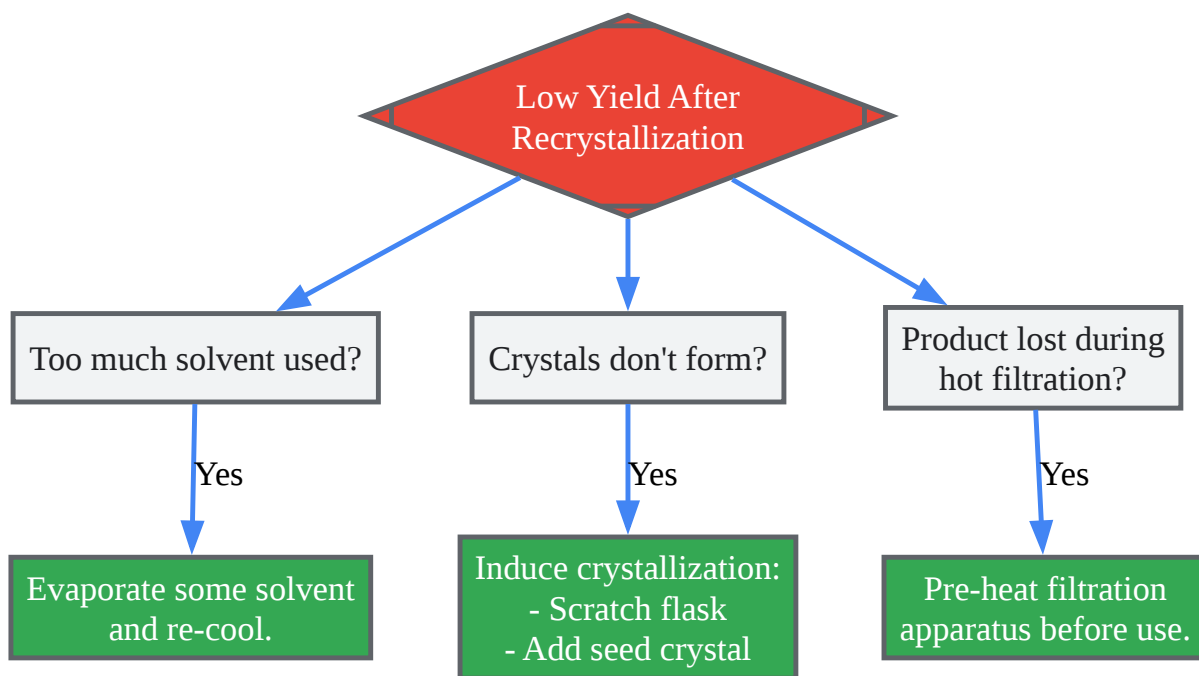 Low Yield After
Recrystallization
Too much solvent used?
Crystals don't form?
Product lost during
hot filtration?
Yes
Yes
Yes
Evaporate some solvent
and re-cool.
Induce crystallization:
- Scratch flask
- Add seed crystal
Pre-heat filtration
apparatus before use.